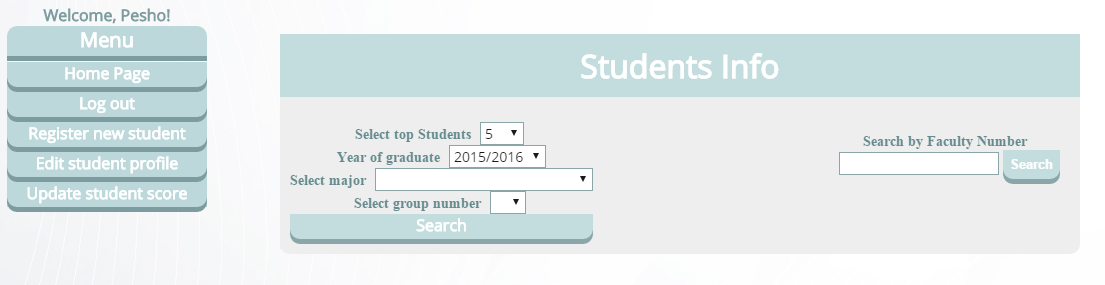 Welcome, Pesho!
Menu
Home Page
Log out
Register new student
Edit student profile
Update student score
Students Info
Select top Students 5
Year of graduate 2015/2016
Select major
Select group number
Search
Search by Faculty Number
Search